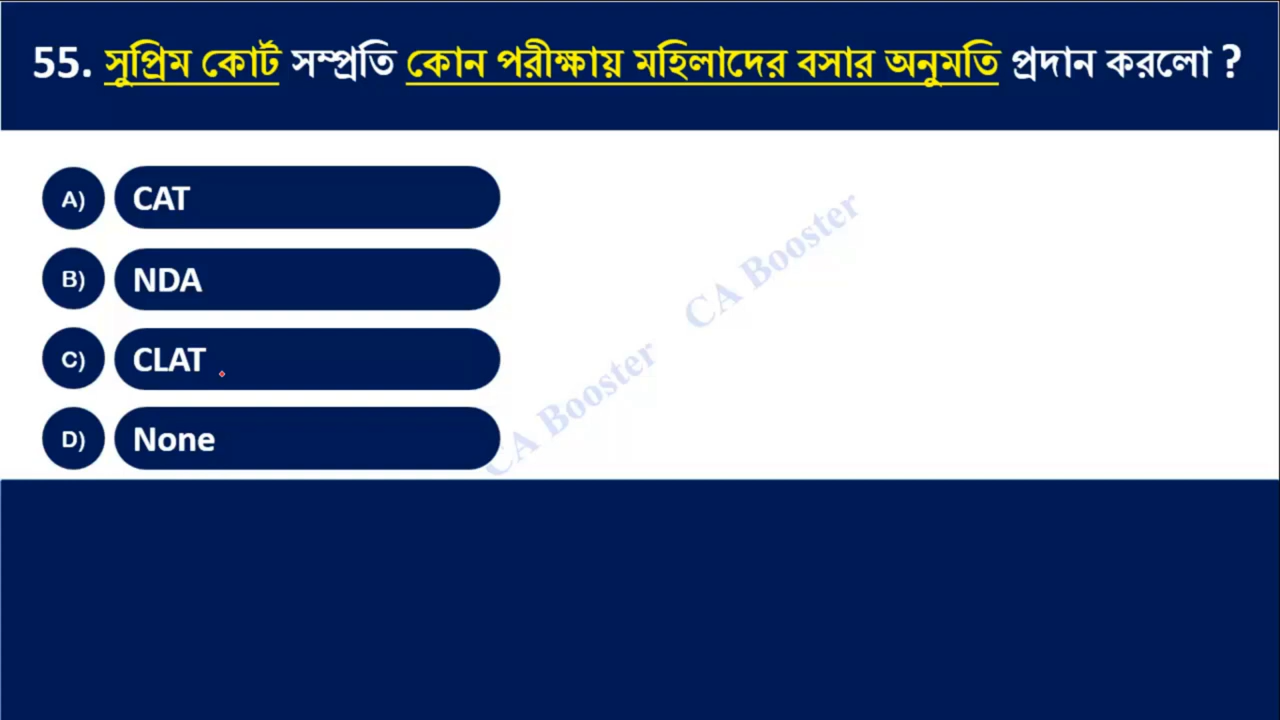 55. সুপ্রিম কোর্ট সম্প্রতি কোন পরীক্ষায় মহিলাদের বসার অনুমতি প্রদান করলো ?
A) CAT
B) NDA
C) CLAT
D) None
CA Booster
CA Booster